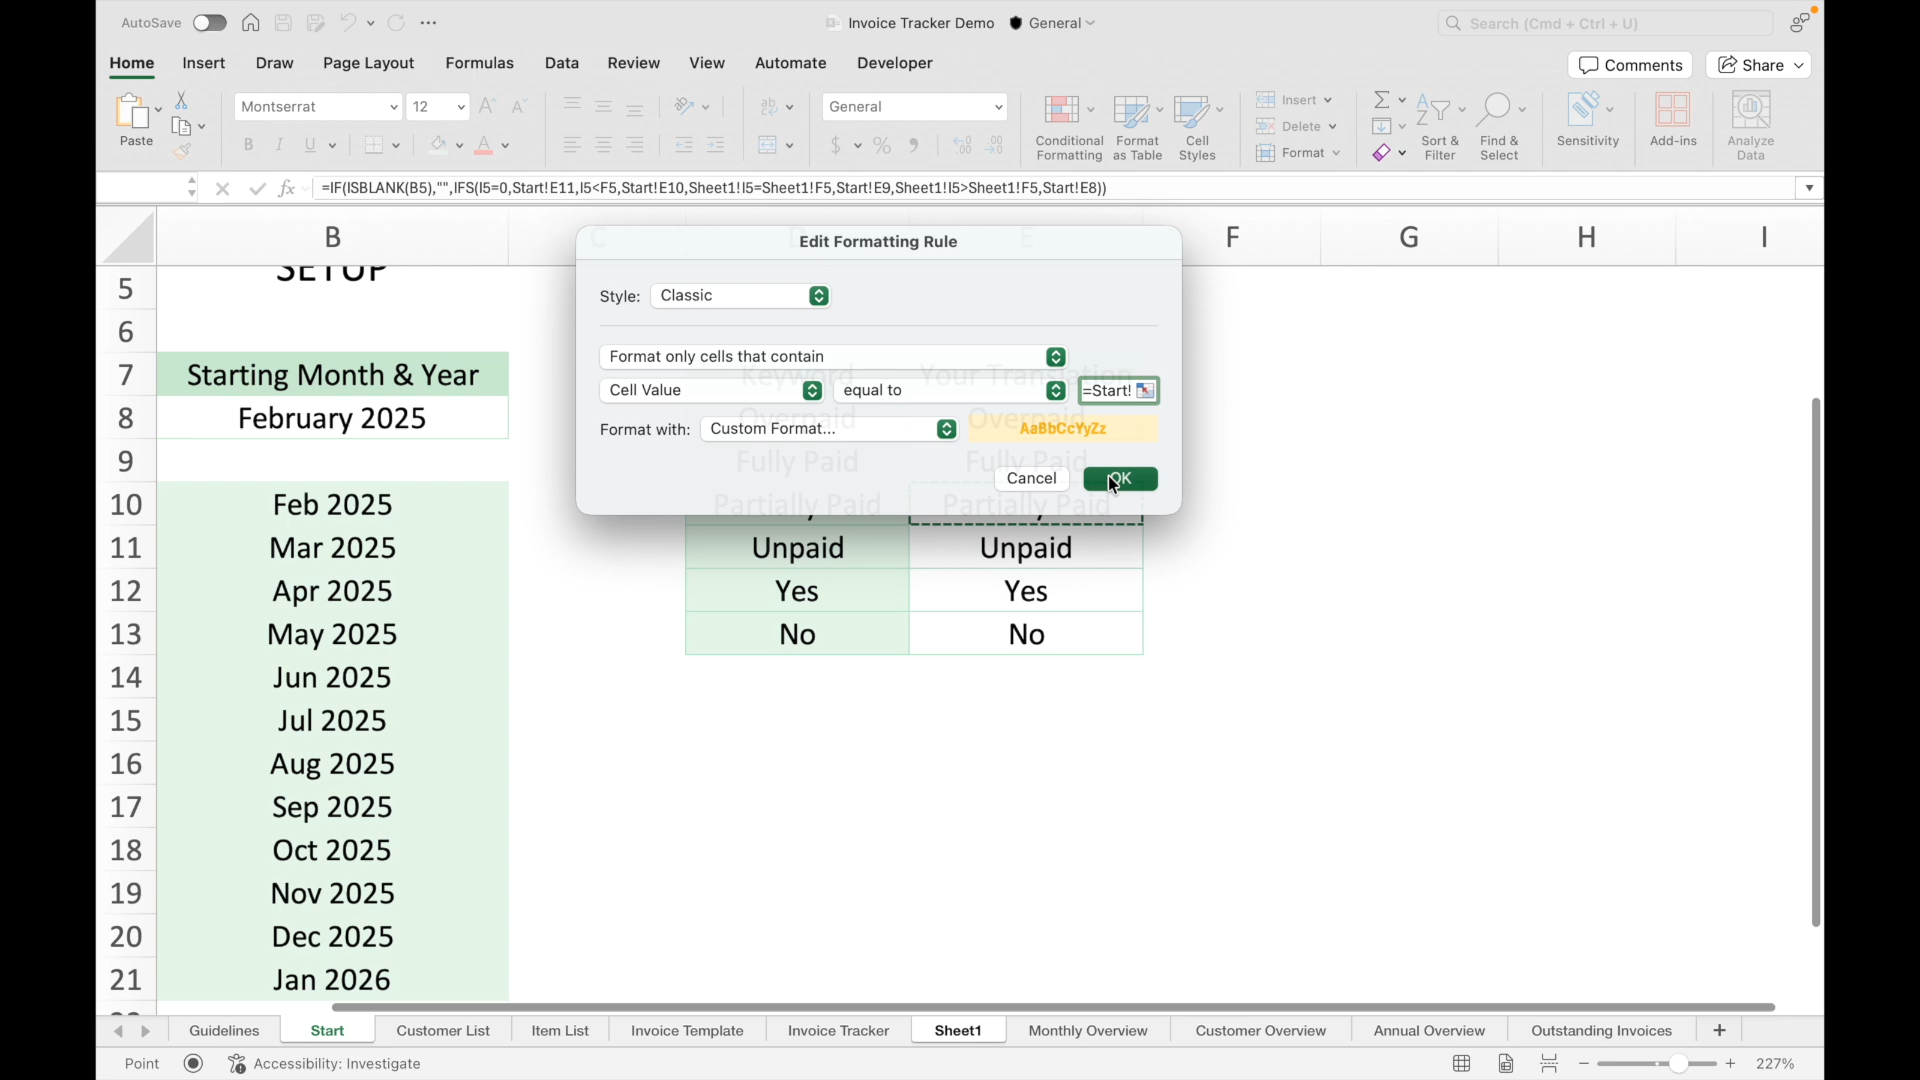 AutoSave
Invoice Tracker Demo General
Search (Cmd + Ctrl + U)
Home Insert Draw Page Layout Formulas Data Review View Automate Developer
Comments Share
Paste
Montserrat 12
B I U A
ab
General
$ % 9
Conditional Formatting
Format as Table
Cell Styles
Insert
Delete
Format
Sort & Filter
Find & Select
Sensitivity
Add-ins
Analyze Data
fx =IF(ISBLANK(B5),"",IFS(I5=0,Start!E11,I5<F5,Start!E10,Sheet1!I5=Sheet1!F5,Start!E9,Sheet1!I5>Sheet1!F5,Start!E8))
B C D E F G H I
5 SETUP
6
7 Starting Month & Year
8 February 2025
9
10 Feb 2025
11 Mar 2025
12 Apr 2025
13 May 2025
14 Jun 2025
15 Jul 2025
16 Aug 2025
17 Sep 2025
18 Oct 2025
19 Nov 2025
20 Dec 2025
21 Jan 2026
Edit Formatting Rule
Style: Classic
Format only cells that contain
Cell Value equal to =Start!
Format with: Custom Format... AaBbCcYyZz
Cancel OK
Keyword Your Translation
Overpaid Overpaid
Fully Paid Fully Paid
Partially Paid Partially Paid
Unpaid Unpaid
Yes Yes
No No
Guidelines Start Customer List Item List Invoice Template Invoice Tracker Sheet1 Monthly Overview Customer Overview Annual Overview Outstanding Invoices
Point Accessibility: Investigate 227%